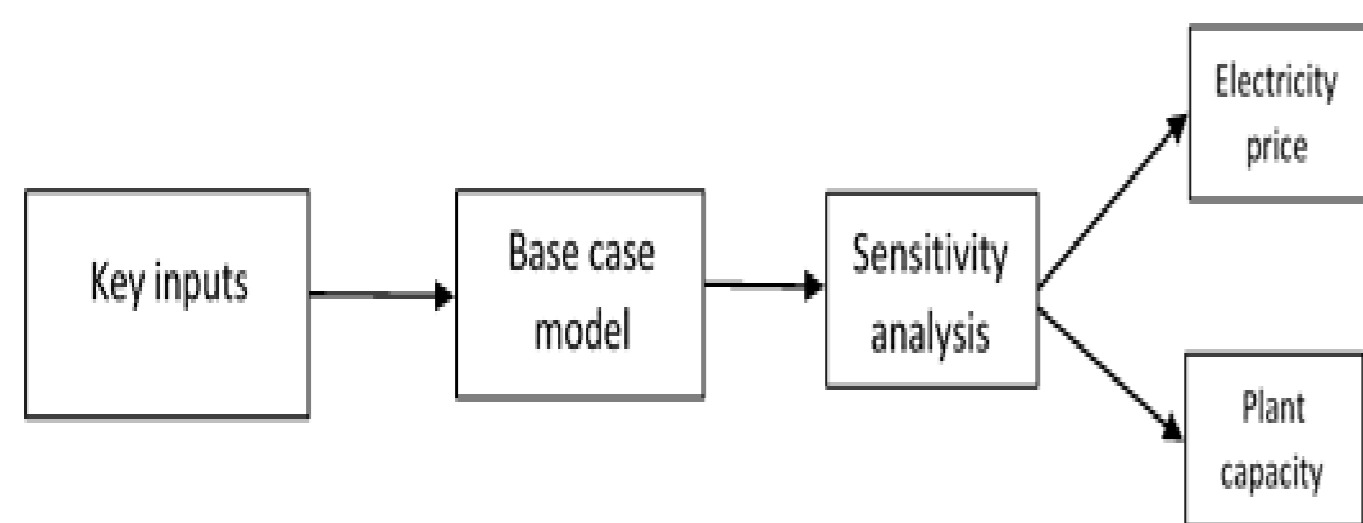 Key inputs
Base case
model
Sensitivity
analysis
Electricity
price
Plant
capacity